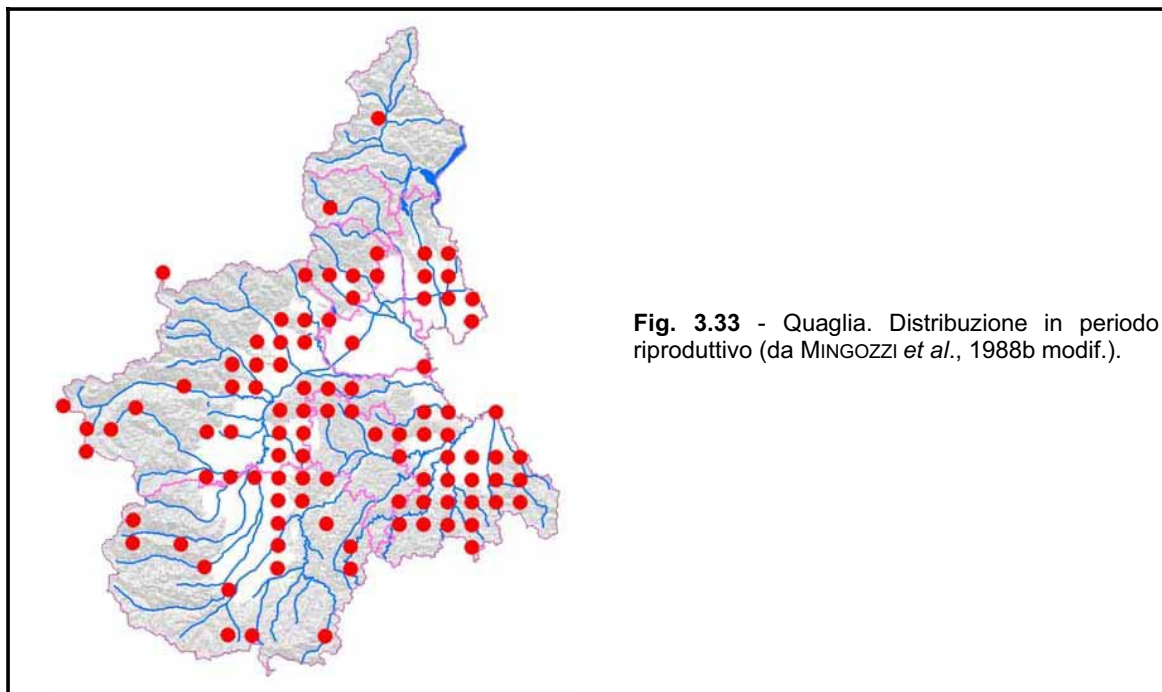 Fig. 3.33 - Quaglia. Distribuzione in periodo
riproduttivo (da MINGOZZI et al., 1988b modif.).